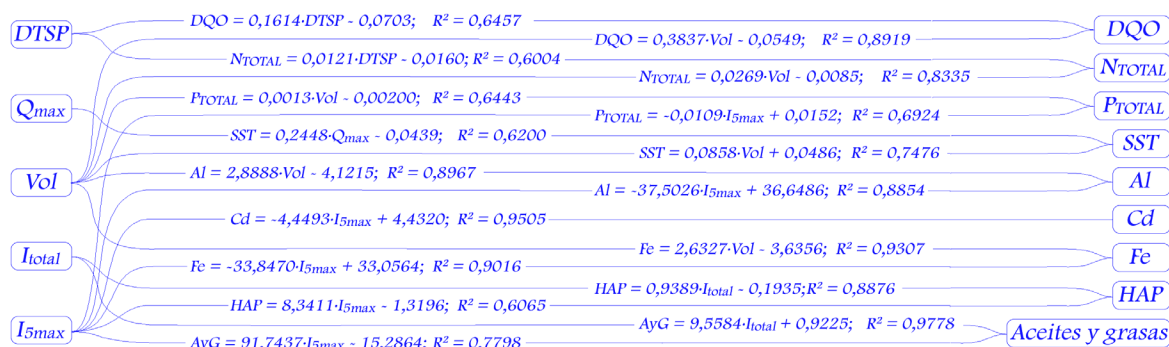 DTSP
DQO = 0,1614·DTSP - 0,0703; R² = 0,6457
DQO
DQO = 0,3837·Vol - 0,0549; R² = 0,8919
NTOTAL = 0,0121·DTSP - 0,0160; R² = 0,6004
NTOTAL
NTOTAL = 0,0269·Vol - 0,0085; R² = 0,8335
Qmax
PTOTAL = 0,0013·Vol - 0,00200; R² = 0,6443
PTOTAL
PTOTAL = -0,0109·I5max + 0,0152; R² = 0,6924
SST = 0,2448·Qmax - 0,0439; R² = 0,6200
SST
SST = 0,0858·Vol + 0,0486; R² = 0,7476
Vol
Al = 2,8888·Vol - 4,1215; R² = 0,8967
Al
Al = -37,5026·I5max + 36,6486; R² = 0,8854
Cd = -4,4493·I5max + 4,4320; R² = 0,9505
Cd
Fe = 2,6327·Vol - 3,6356; R² = 0,9307
Itotal
Fe
Fe = -33,8470·I5max + 33,0564; R² = 0,9016
HAP = 0,9389·Itotal - 0,1935; R² = 0,8876
HAP
HAP = 8,3411·I5max - 1,3196; R² = 0,6065
AyG = 9,5584·Itotal + 0,9225; R² = 0,9778
I5max
Aceites y grasas
AyG = 91,7437·I5max - 15,2864; R² = 0,7798